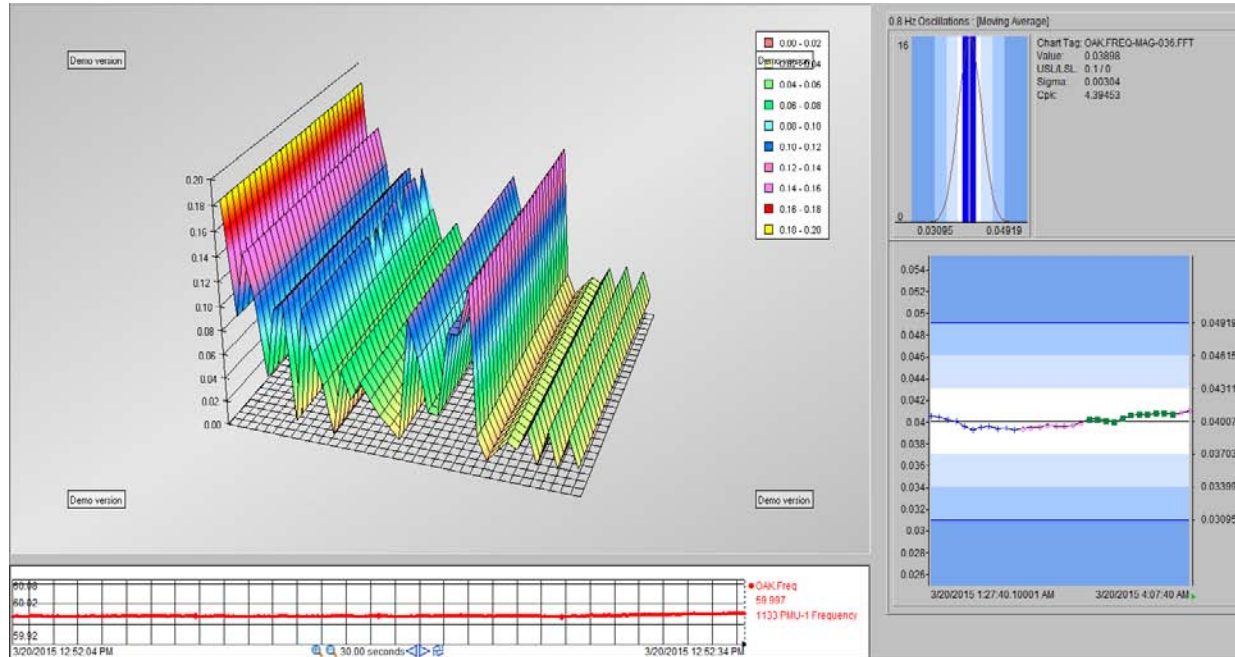 Demo version
0.20
0.18
0.16
0.14
0.12
0.10
0.08
0.06
0.04
0.02
0.00
0.00 - 0.02
Demo version
0.04 - 0.06
0.06 - 0.08
0.08 - 0.10
0.10 - 0.12
0.12 - 0.14
0.14 - 0.16
0.16 - 0.18
0.18 - 0.20
Demo version
Demo version
0.8 Hz Oscillations : [Moving Average]
16
0
0.03095 0.04919
Chart Tag: OAK.FREQ-MAG-036.FFT
Value: 0.03898
USL/LSL: 0.1 / 0
Sigma: 0.00304
Cpk: 4.39453
0.054
0.052
0.05
0.048
0.046
0.044
0.042
0.04
0.038
0.036
0.034
0.032
0.03
0.028
0.026
0.04919
0.04615
0.04311
0.04007
0.03703
0.03399
0.03095
3/20/2015 1:27:40.10001 AM 3/20/2015 4:07:40 AM
60.08
60.02
59.92
OAK.Freq
59.997
1133 PMU-1 Frequency
3/20/2015 12:52:04 PM 30.00 seconds 3/20/2015 12:52:34 PM